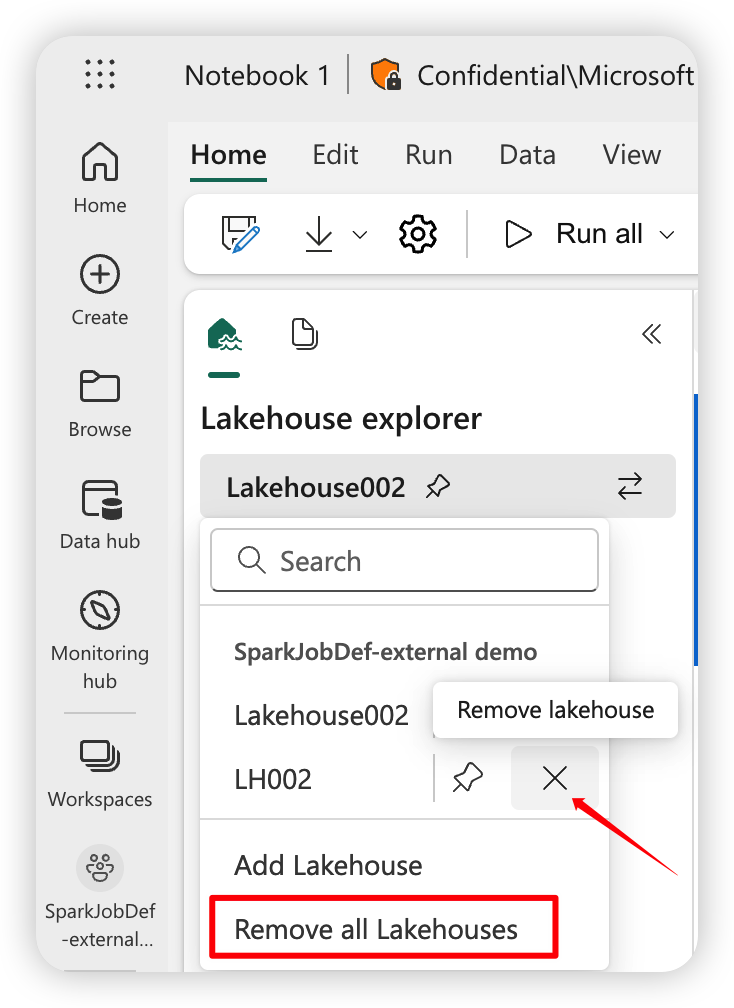 Notebook 1
Confidential\Microsoft
Home
Edit
Run
Data
View
Run all
Home
Create
Browse
Data hub
Monitoring
hub
Workspaces
SparkJobDef
-external...
Lakehouse explorer
Lakehouse002
Search
SparkJobDef-external demo
Lakehouse002
Remove lakehouse
LH002
Add Lakehouse
Remove all Lakehouses